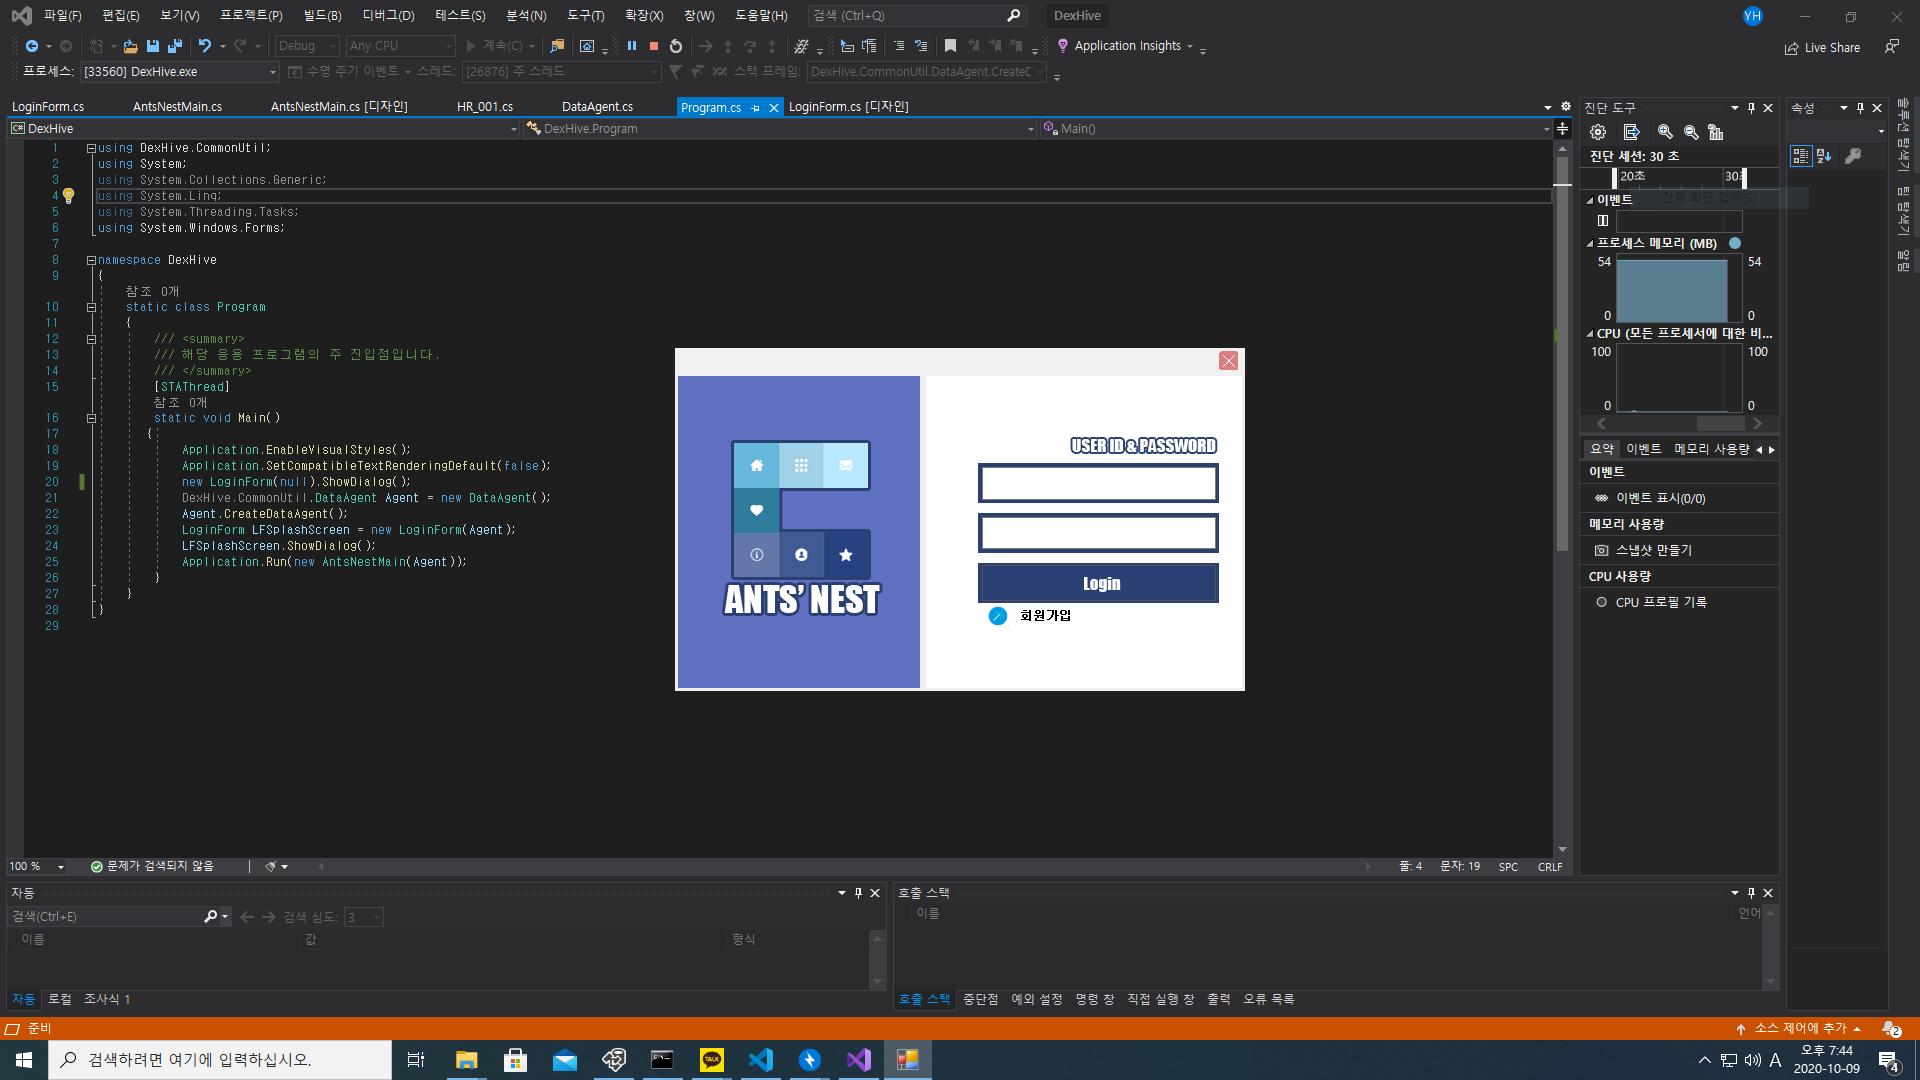 파일(F) 편집(E) 보기(V) 프로젝트(P) 빌드(B) 디버그(D) 테스트(S) 분석(N) 도구(T) 확장(X) 창(W) 도움말(H) 검색 (Ctrl+Q) DexHive YH
Debug Any CPU 계속(C) Application Insights Live Share
프로세스: [33560] DexHive.exe 수명 주기 이벤트 스레드: [26876] 주 스레드 스택 프레임: DexHive.CommonUtil.DataAgent.CreateD
LoginForm.cs AntsNestMain.cs AntsNestMain.cs [디자인] HR_001.cs DataAgent.cs Program.cs LoginForm.cs [디자인]
C# DexHive DexHive.Program Main()
1 using DexHive.CommonUtil;
2 using System;
3 using System.Collections.Generic;
4 using System.Linq;
5 using System.Threading.Tasks;
6 using System.Windows.Forms;
7
8 namespace DexHive
9 {
참조 0개
10 static class Program
11 {
12 /// <summary>
13 /// 해당 응용 프로그램의 주 진입점입니다.
14 /// </summary>
15 [STAThread]
참조 0개
16 static void Main()
17 {
18 Application.EnableVisualStyles();
19 Application.SetCompatibleTextRenderingDefault(false);
20 new LoginForm(null).ShowDialog();
21 DexHive.CommonUtil.DataAgent Agent = new DataAgent();
22 Agent.CreateDataAgent();
23 LoginForm LFSplashScreen = new LoginForm(Agent);
24 LFSplashScreen.ShowDialog();
25 Application.Run(new AntsNestMain(Agent));
26 }
27 }
28 }
29
ANTS' NEST
USER ID & PASSWORD
Login
회원가입
진단 도구
진단 세션: 30 초
20초 30초
전체 화면 캡처(S)
이벤트
프로세스 메모리 (MB)
54 54
0 0
CPU (모든 프로세서에 대한 비...
100 100
0 0
요약 이벤트 메모리 사용량
이벤트
이벤트 표시(0/0)
메모리 사용량
스냅샷 만들기
CPU 사용량
CPU 프로필 기록
속성
솔루션 탐색기
팀 탐색기
알림
100 % 문제가 검색되지 않음 줄: 4 문자: 19 SPC CRLF
자동
검색(Ctrl+E) 검색 심도: 3
이름 값 형식
자동 로컬 조사식 1
호출 스택
이름 언어
호출 스택 중단점 예외 설정 명령 창 직접 실행 창 출력 오류 목록
준비 소스 제어에 추가 2
검색하려면 여기에 입력하십시오.
TALK
A 오후 7:44
2020-10-09
4